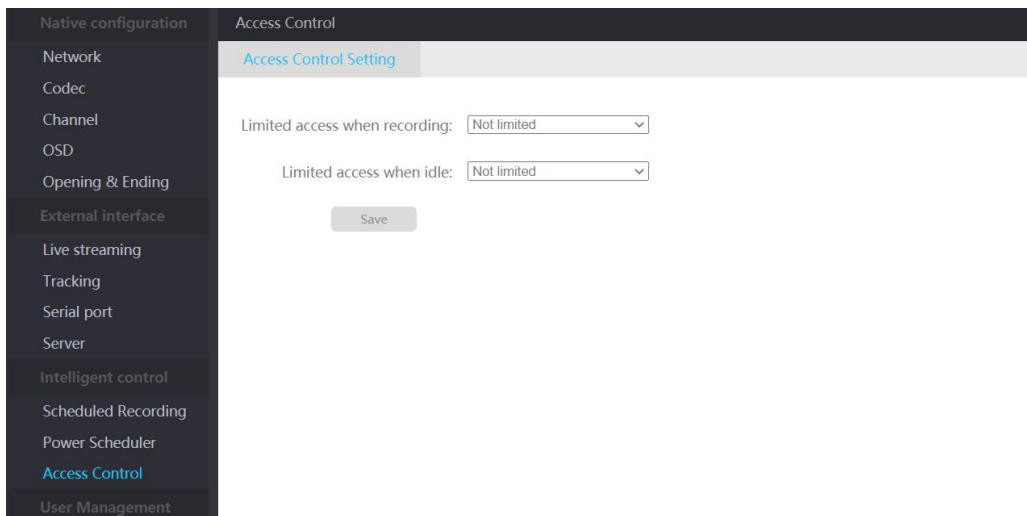 Native configuration
Network
Codec
Channel
OSD
Opening & Ending
External interface
Live streaming
Tracking
Serial port
Server
Intelligent control
Scheduled Recording
Power Scheduler
Access Control
User Management
Access Control
Access Control Setting
Limited access when recording: Not limited
Limited access when idle: Not limited
Save